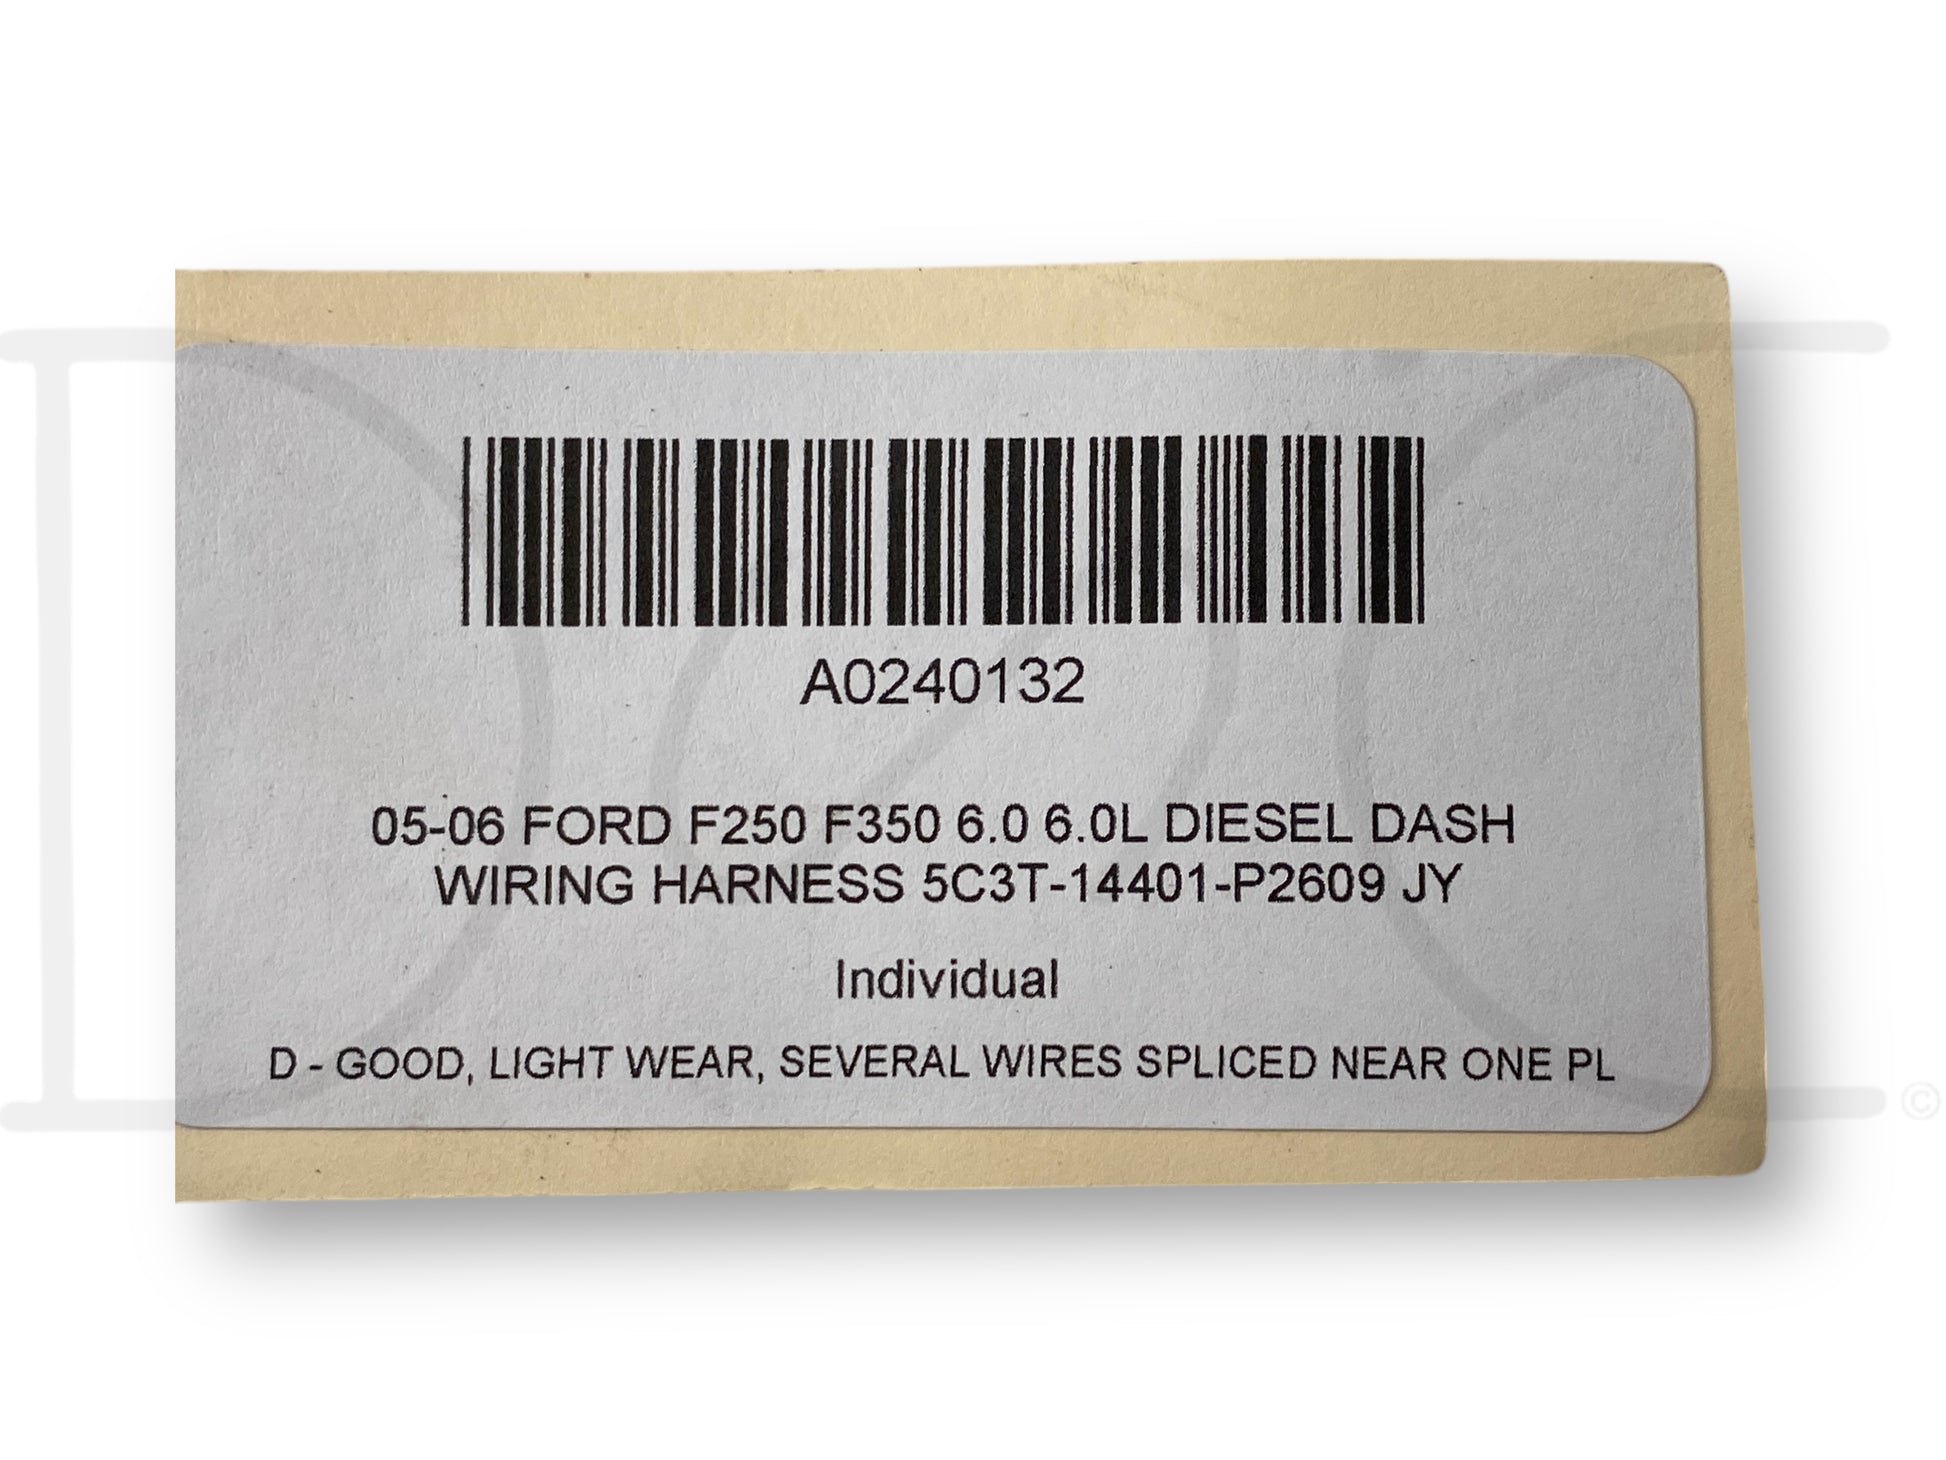 A0240132
05-06 FORD F250 F350 6.0 6.0L DIESEL DASH
WIRING HARNESS 5C3T-14401-P2609 JY
Individual
D - GOOD, LIGHT WEAR, SEVERAL WIRES SPLICED NEAR ONE PL
©